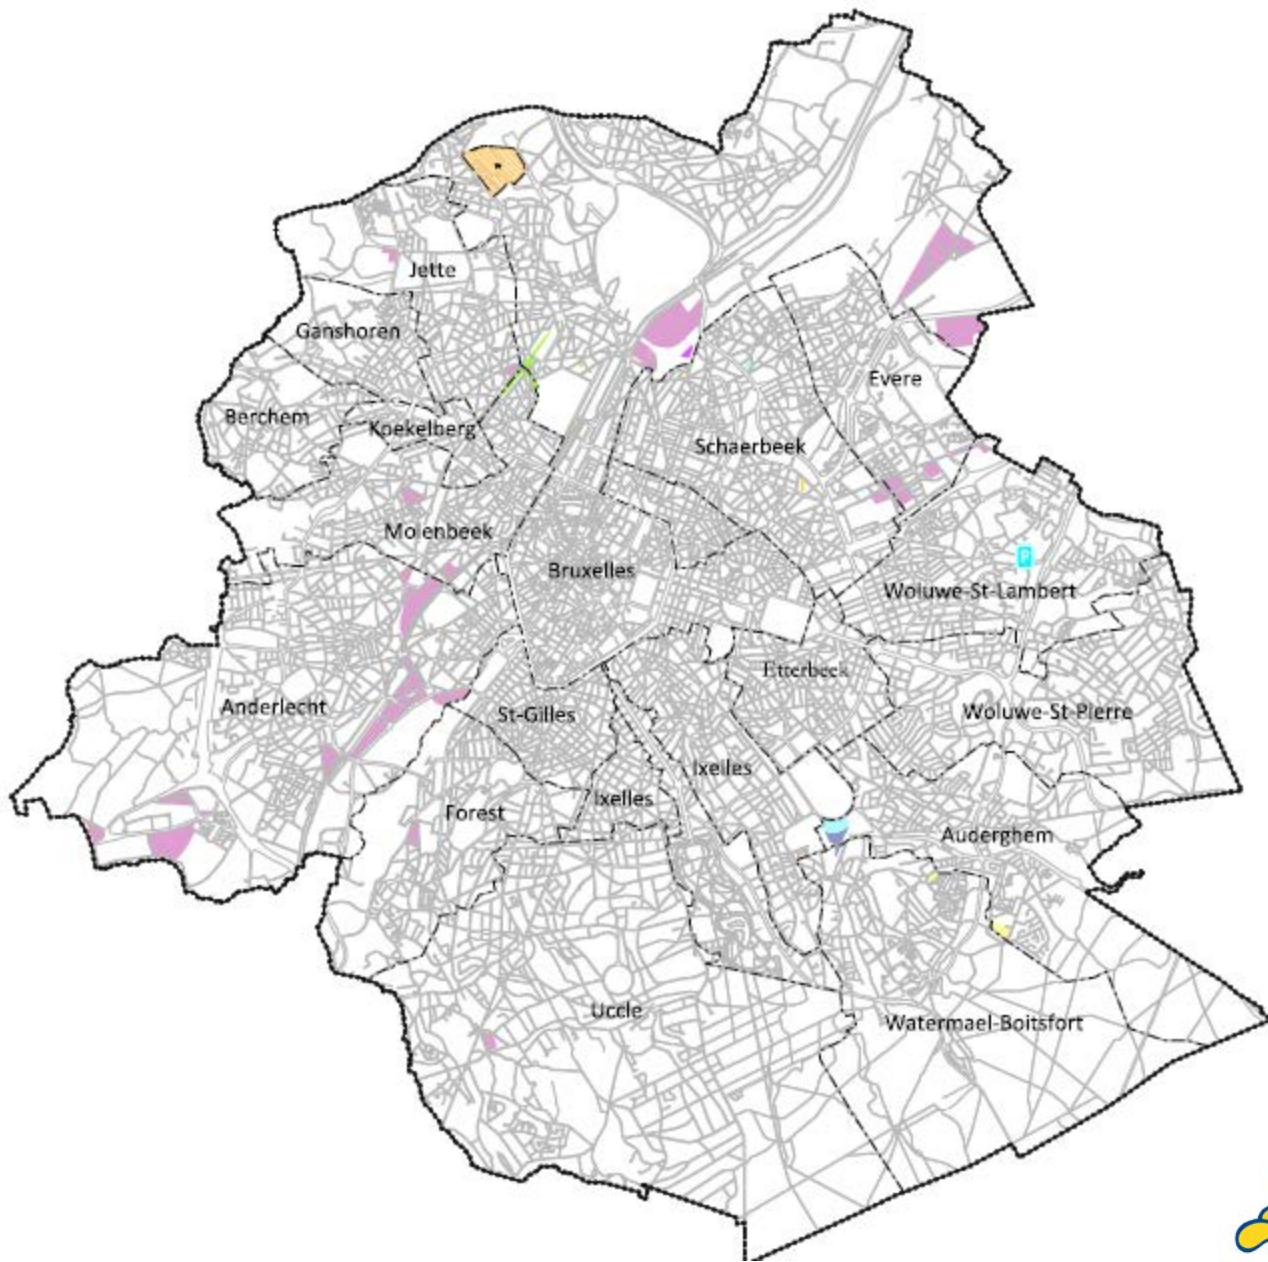 Jette
Ganshoren
Evere
Berchem
Koekelberg
Schaerbeek
Molenbeek
Bruxelles
Woluwe-St-Lambert
Etterbeek
Anderlecht
St-Gilles
Woluwe-St-Pierre
Ixelles
Ixelles
Forest
Auderghem
Uccle
Watermael-Boitsfort